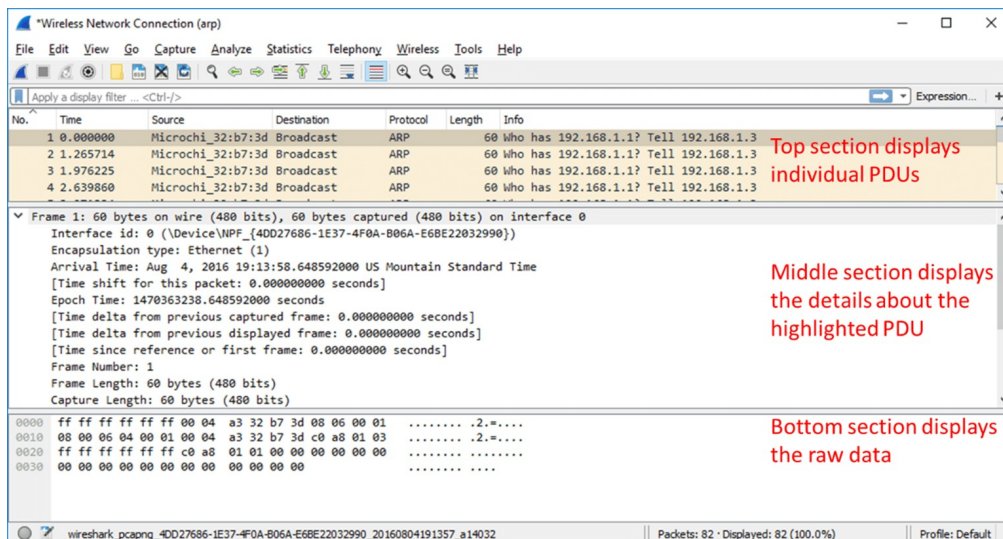 *Wireless Network Connection (arp)
File Edit View Go Capture Analyze Statistics Telephony Wireless Tools Help
Apply a display filter ... <Ctrl-/> Expression... +
No. Time Source Destination Protocol Length Info
1 0.000000 Microchi_32:b7:3d Broadcast ARP 60 Who has 192.168.1.1? Tell 192.168.1.3
2 1.265714 Microchi_32:b7:3d Broadcast ARP 60 Who has 192.168.1.1? Tell 192.168.1.3
3 1.976225 Microchi_32:b7:3d Broadcast ARP 60 Who has 192.168.1.1? Tell 192.168.1.3
4 2.639860 Microchi_32:b7:3d Broadcast ARP 60 Who has 192.168.1.1? Tell 192.168.1.3
Top section displays
individual PDUs
Frame 1: 60 bytes on wire (480 bits), 60 bytes captured (480 bits) on interface 0
Interface id: 0 (\Device\NPF_{4DD27686-1E37-4F0A-B06A-E6BE22032990})
Encapsulation type: Ethernet (1)
Arrival Time: Aug 4, 2016 19:13:58.648592000 US Mountain Standard Time
[Time shift for this packet: 0.000000000 seconds]
Epoch Time: 1470363238.648592000 seconds
[Time delta from previous captured frame: 0.000000000 seconds]
[Time delta from previous displayed frame: 0.000000000 seconds]
[Time since reference or first frame: 0.000000000 seconds]
Frame Number: 1
Frame Length: 60 bytes (480 bits)
Capture Length: 60 bytes (480 bits)
Middle section displays
the details about the
highlighted PDU
0000 ff ff ff ff ff ff 00 04 a3 32 b7 3d 08 06 00 01 ........ .2.=....
0010 08 00 06 04 00 01 00 04 a3 32 b7 3d c0 a8 01 03 ........ .2.=....
0020 ff ff ff ff ff ff c0 a8 01 01 00 00 00 00 00 00 ........ ........
0030 00 00 00 00 00 00 00 00 00 00 00 00 ........ ....
Bottom section displays
the raw data
wireshark_pcapng_4DD27686-1E37-4F0A-B06A-E6BE22032990_20160804191357_a14032 Packets: 82 · Displayed: 82 (100.0%) Profile: Default